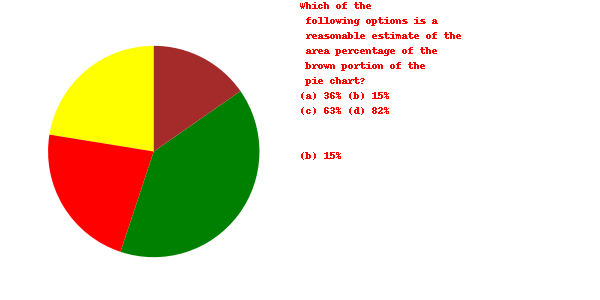 Which of the
following options is a
reasonable estimate of the
area percentage of the
brown portion of the
pie chart?
(a) 36% (b) 15%
(c) 63% (d) 82%
(b) 15%